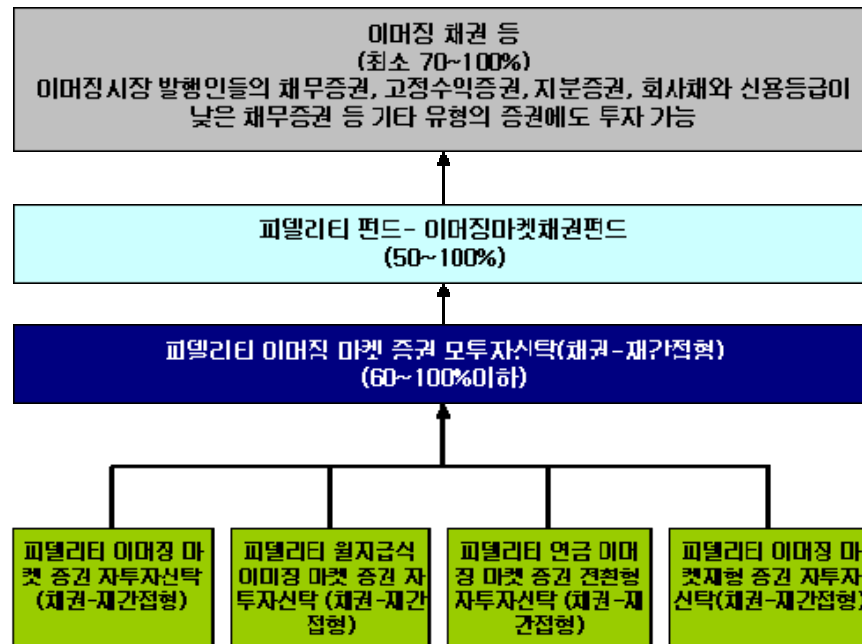 이머징 채권 등
(최소 70~100%)
이머징시장 발행인들의 채무증권, 고정수익증권, 지분증권, 회사채와 신용등급이
낮은 채무증권 등 기타 유형의 증권에도 투자 가능
피델리티 펀드- 이머징마켓채권펀드
(50~100%)
피델리티 이머징 마켓 증권 모투자신탁(채권-재간접형)
(60~100%이하)
피델리티 이머징 마
켓 증권 자투자신탁
(채권-재간접형)
피델리티 월지급식
이머징 마켓 증권 자
투자신탁 (채권-재간
접형)
피델리티 연금 이머
징 마켓 증권 전환형
자투자신탁 (채권-재
간접형)
피델리티 이머징 마
켓재형 증권 자투자
신탁(채권-재간접형)